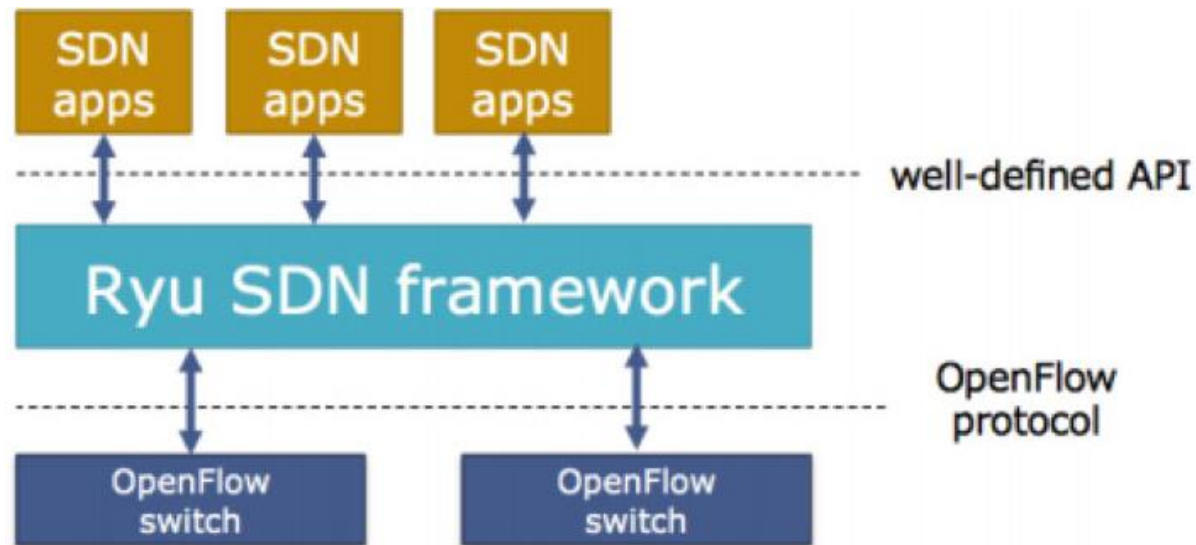 SDN
apps
SDN
apps
SDN
apps
well-defined API
Ryu SDN framework
OpenFlow
protocol
OpenFlow
switch
OpenFlow
switch